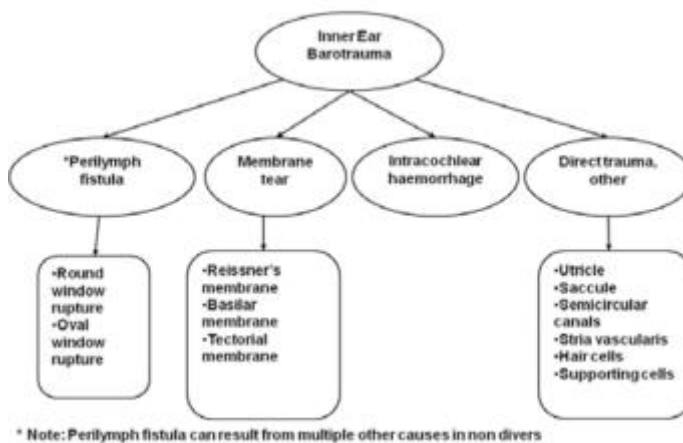 Inner Ear
Barotrauma
*Perilymph
fistula
Membrane
tear
Intracochlear
haemorrhage
Direct trauma,
other
•Round
window
rupture
•Oval
window
rupture
•Reissner's
membrane
•Basilar
membrane
•Tectorial
membrane
•Utricle
•Saccule
•Semicircular
canals
•Stria vascularis
•Hair cells
•Supporting cells
* Note: Perilymph fistula can result from multiple other causes in non divers